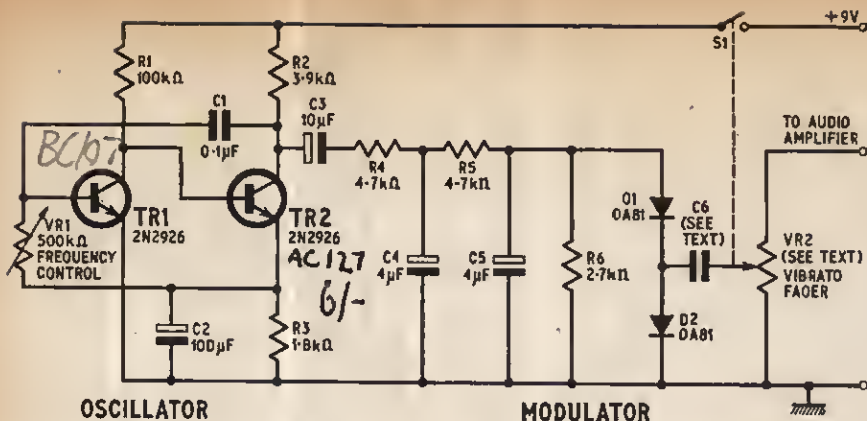 +9V
S1
R1
100kΩ
R2
3·9kΩ
C1
0·1μF
C3
10μF
TO AUDIO
AMPLIFIER
BC107
R4
4·7kΩ
R5
4·7kΩ
D1
OA81
C6
(SEE
TEXT)
TR1
2N2926
TR2
2N2926
AC127
6/-
VR1
500kΩ
FREQUENCY
CONTROL
C4
4μF
C5
4μF
R6
2·7kΩ
VR2
(SEE TEXT)
VIBRATO
FADER
D2
OA81
C2
100μF
R3
1·8kΩ
OSCILLATOR
MODULATOR